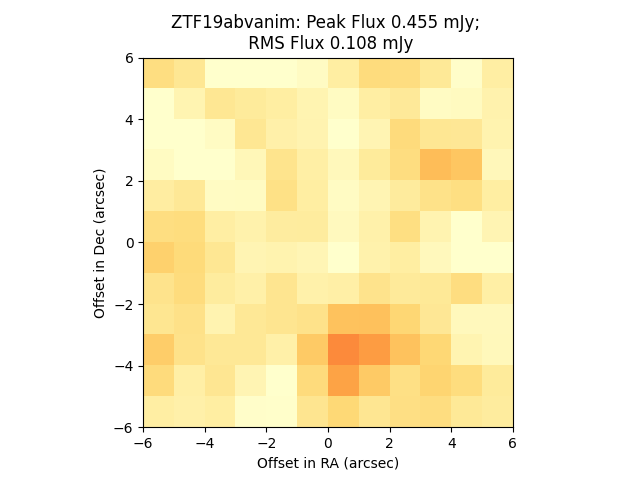 ZTF19abvanim: Peak Flux 0.455 mJy;
RMS Flux 0.108 mJy
6
4
2
0
−2
−4
−6
Offset in Dec (arcsec)
−6 −4 −2 0 2 4 6
Offset in RA (arcsec)